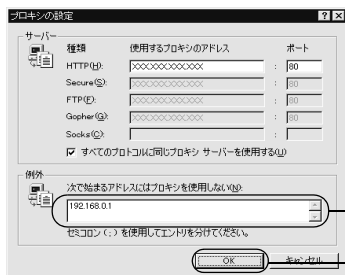 プロキシの設定
サーバー
種類 使用するプロキシのアドレス ポート
HTTP(H): XXXXXXXXXXXX : 80
Secure(S): XXXXXXXXXXXX : 80
FTP(F): XXXXXXXXXXXX : 80
Gopher(G): XXXXXXXXXXXX : 80
Socks(C): :
すべてのプロトコルに同じプロキシ サーバーを使用する(U)
例外
次で始まるアドレスにはプロキシを使用しない(N):
192.168.0.1
セミコロン ( ; ) を使用してエントリを分けてください。
OK キャンセル